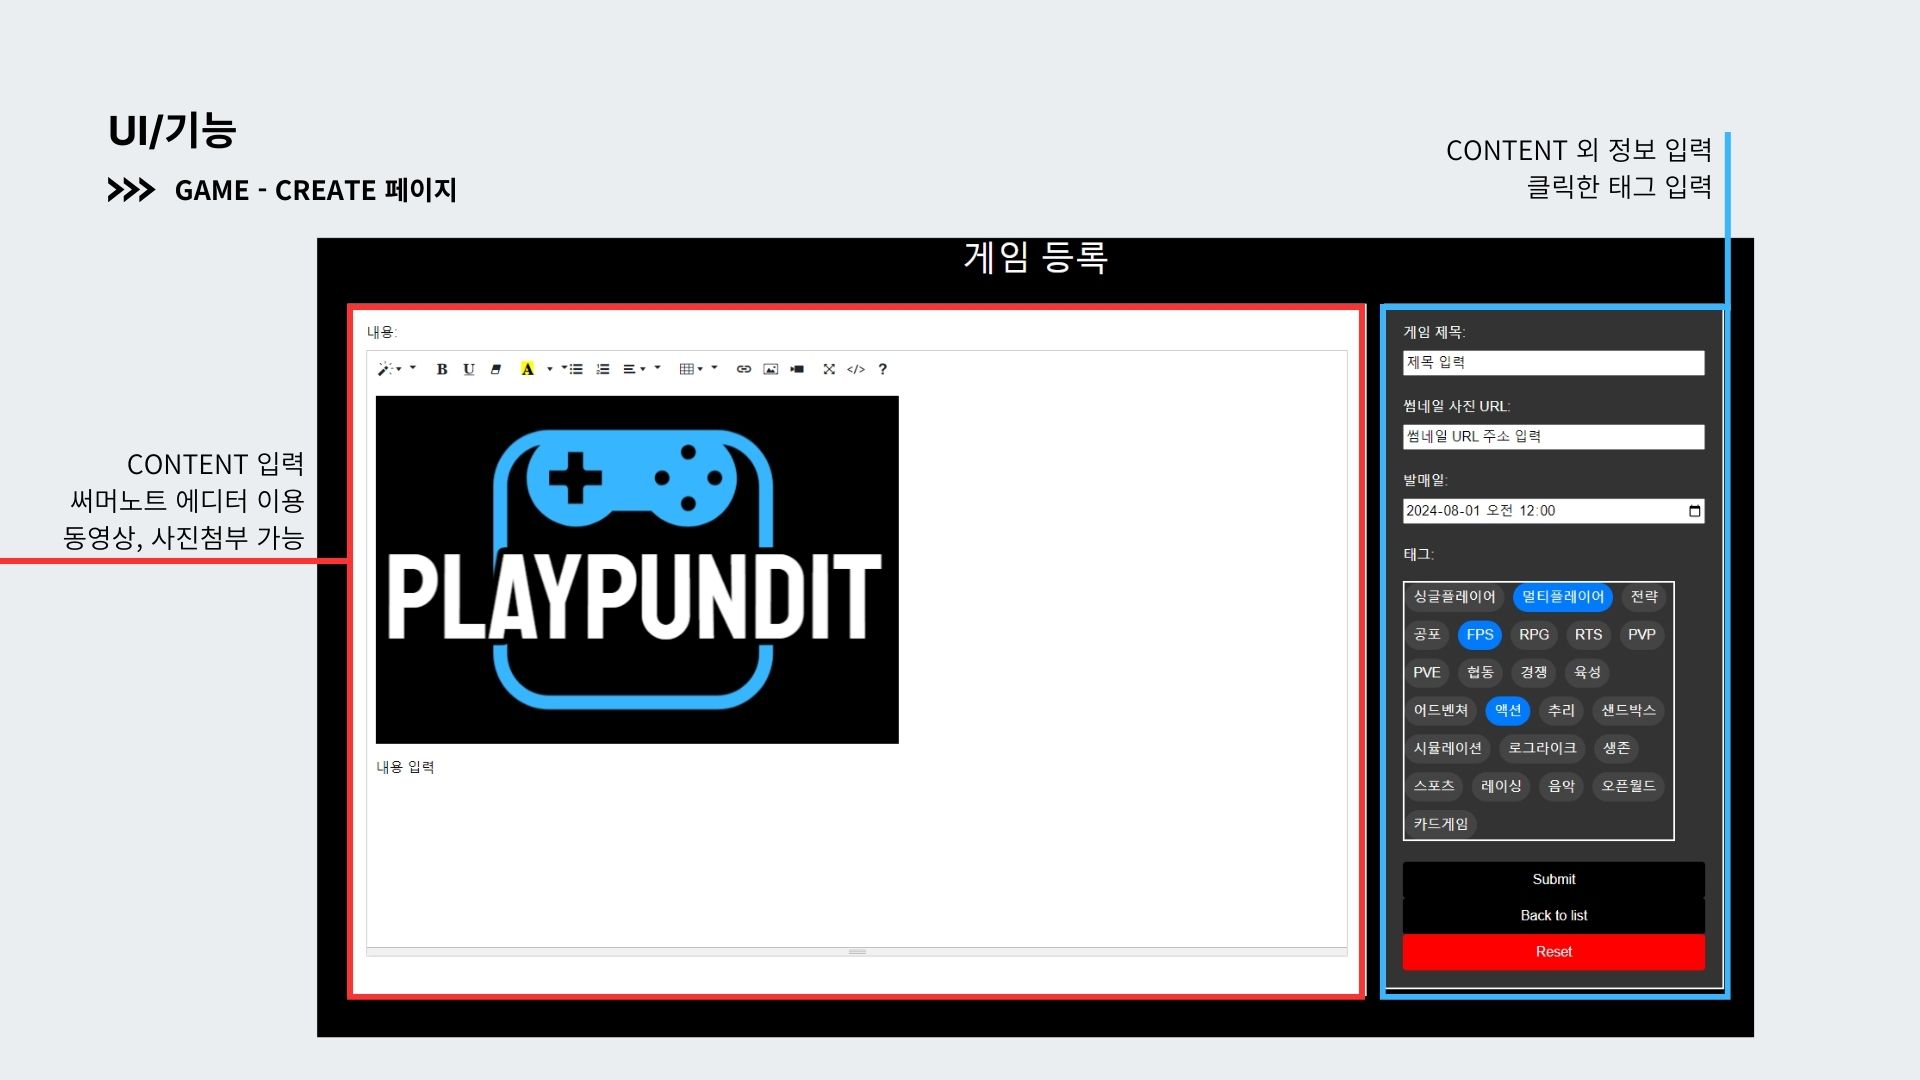 UI/기능
GAME - CREATE 페이지
CONTENT 외 정보 입력
클릭한 태그 입력
게임 등록
CONTENT 입력
써머노트 에디터 이용
동영상, 사진첨부 가능
내용:
B U A </> ?
PLAYPUNDIT
내용 입력
게임 제목:
제목 입력
썸네일 사진 URL:
썸네일 URL 주소 입력
발매일:
2024-08-01 오전 12:00
태그:
싱글플레이어 멀티플레이어 전략
공포 FPS RPG RTS PVP
PVE 협동 경쟁 육성
어드벤쳐 액션 추리 샌드박스
시뮬레이션 로그라이크 생존
스포츠 레이싱 음악 오픈월드
카드게임
Submit
Back to list
Reset